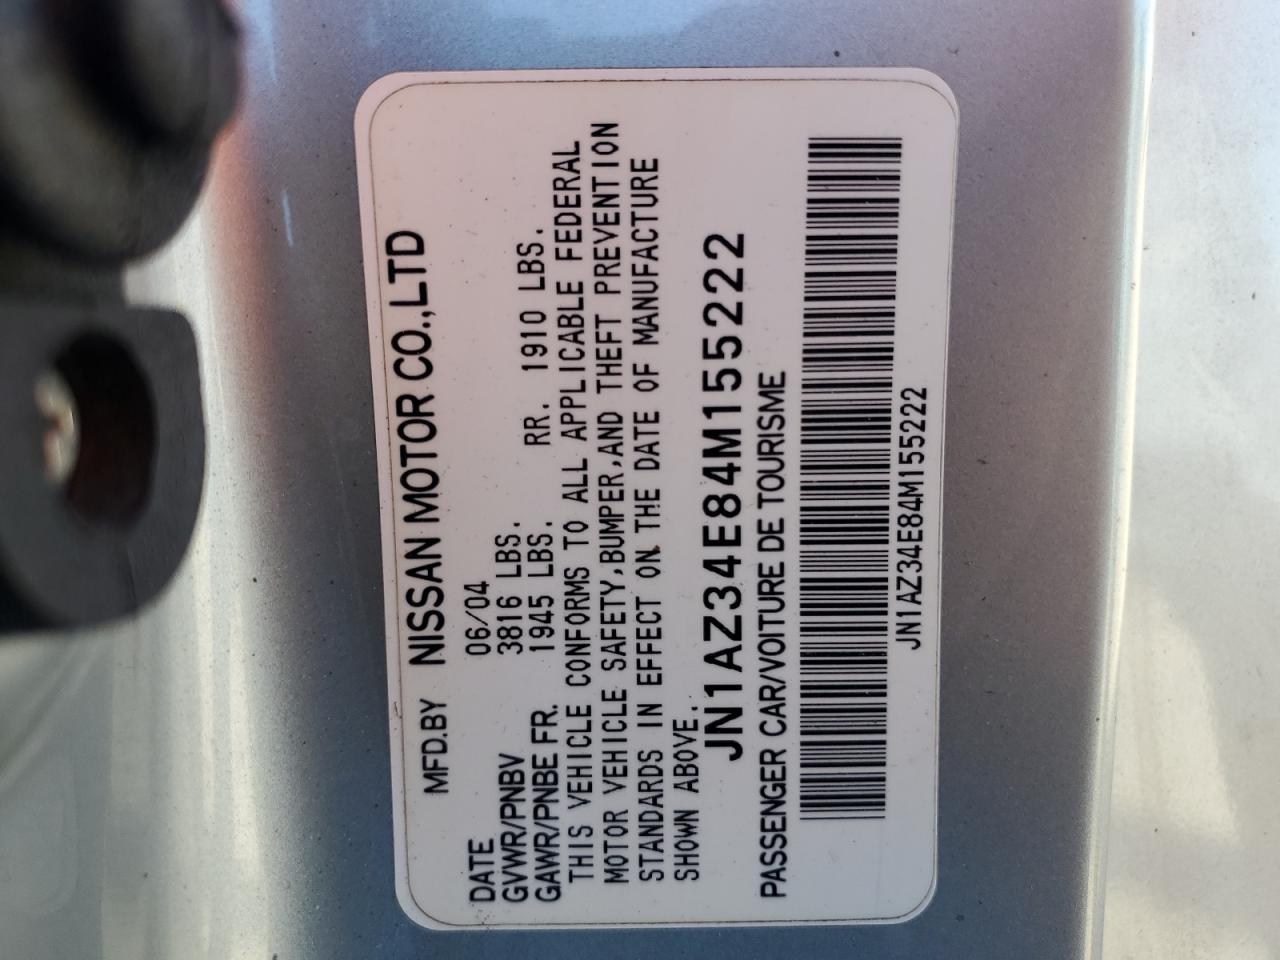 MFD.BY NISSAN MOTOR CO.,LTD
DATE 06/04
GVWR/PNBV 3816 LBS.
GAWR/PNBE FR. 1945 LBS. RR. 1910 LBS.
THIS VEHICLE CONFORMS TO ALL APPLICABLE FEDERAL
MOTOR VEHICLE SAFETY,BUMPER,AND THEFT PREVENTION
STANDARDS IN EFFECT ON THE DATE OF MANUFACTURE
SHOWN ABOVE.
JN1AZ34E84M155222
PASSENGER CAR/VOITURE DE TOURISME
JN1AZ34E84M155222